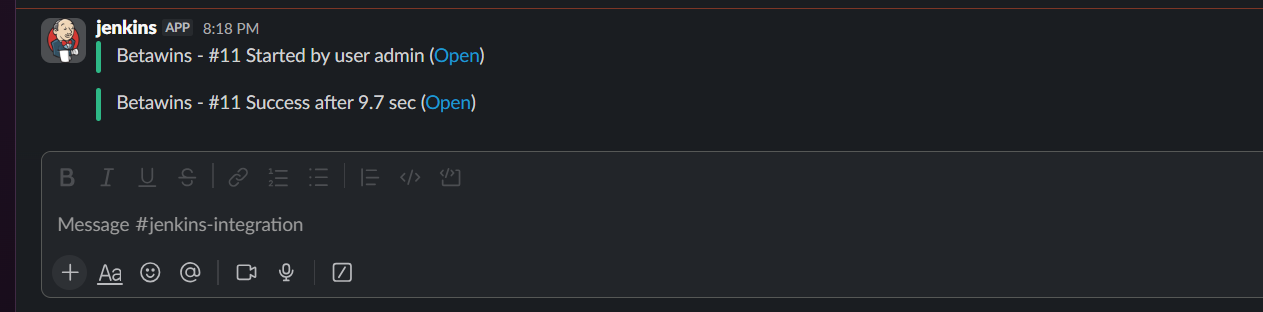 jenkins APP 8:18 PM
Betawins - #11 Started by user admin (Open)
Betawins - #11 Success after 9.7 sec (Open)
B I U S
Message #jenkins-integration
Aa